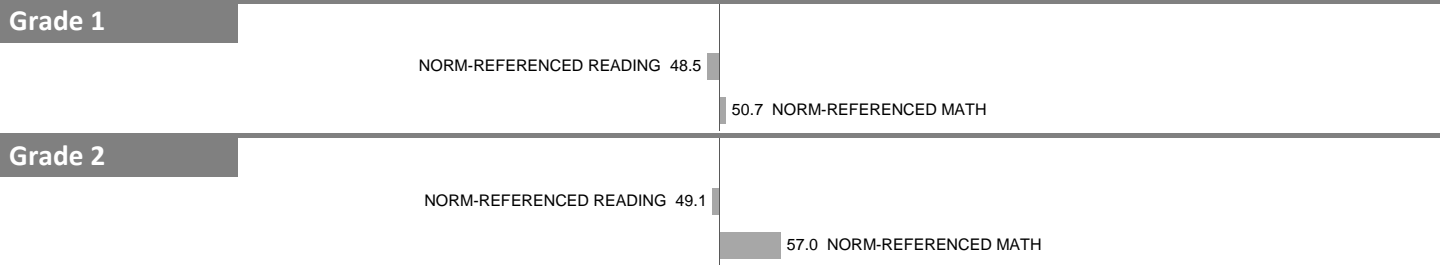 Grade 1
NORM-REFERENCED READING 48.5
50.7 NORM-REFERENCED MATH
Grade 2
NORM-REFERENCED READING 49.1
57.0 NORM-REFERENCED MATH